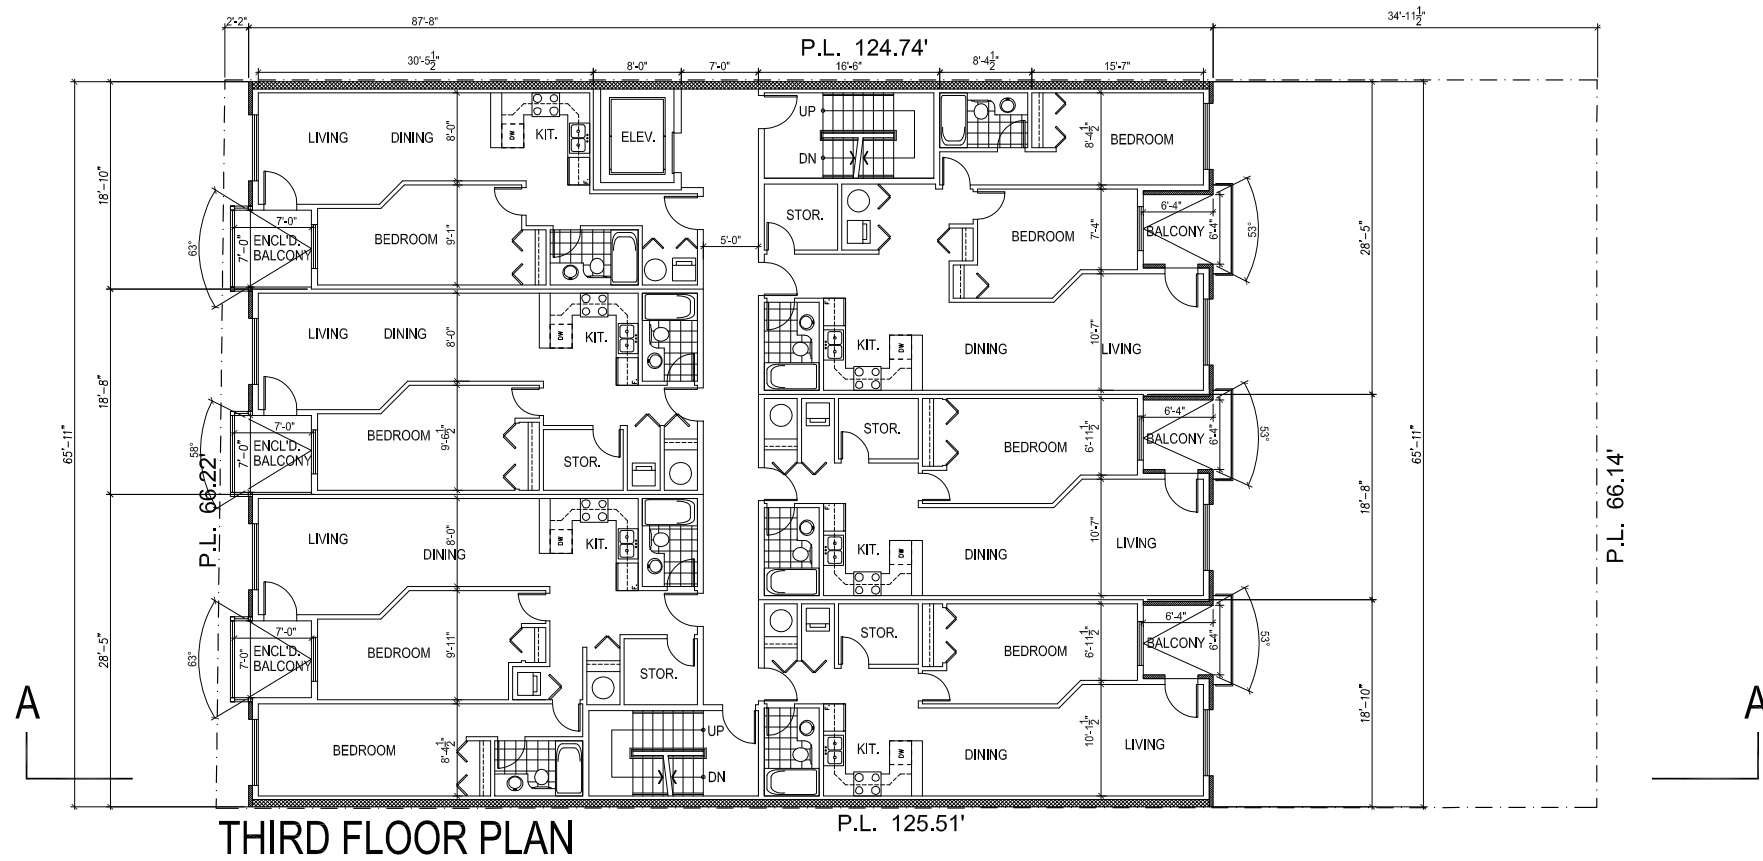 2'-2" 87'-8" 34'-11½"
P.L. 124.74'
30'-5½" 8'-0" 7'-0" 16'-6" 8'-4½" 15'-7"
LIVING DINING 8'-0" DW KIT. ELEV. UP DN 8'-4½" BEDROOM
18'-10"
7'-0" 7'-0" 63°
ENCL'D.
BALCONY
BEDROOM 9'-1"
5'-0"
STOR.
BEDROOM 7'-4"
6'-4" 6'-4" 53°
BALCONY
28'-5"
LIVING DINING 8'-0" DW KIT. F.
KIT. DW DINING 10'-7" LIVING
18'-8"
7'-0" 7'-0" 58°
ENCL'D.
BALCONY
BEDROOM 9'-6½" STOR.
STOR. BEDROOM 6'-11½"
6'-4" 6'-4" 53°
BALCONY
65'-11" 65'-11"
P.L. 66.22'
P.L. 66.14'
LIVING DINING 8'-0" DW KIT. F.
KIT. DW DINING 10'-7" LIVING
18'-8"
28'-5"
7'-0" 7'-0" 63°
ENCL'D.
BALCONY
BEDROOM 9'-11" STOR.
STOR. BEDROOM 6'-11½"
6'-4" 6'-4" 53°
BALCONY
18'-10"
A A
BEDROOM 8'-4½" UP DN
KIT. DW DINING 10'-1½" LIVING
P.L. 125.51'
THIRD FLOOR PLAN